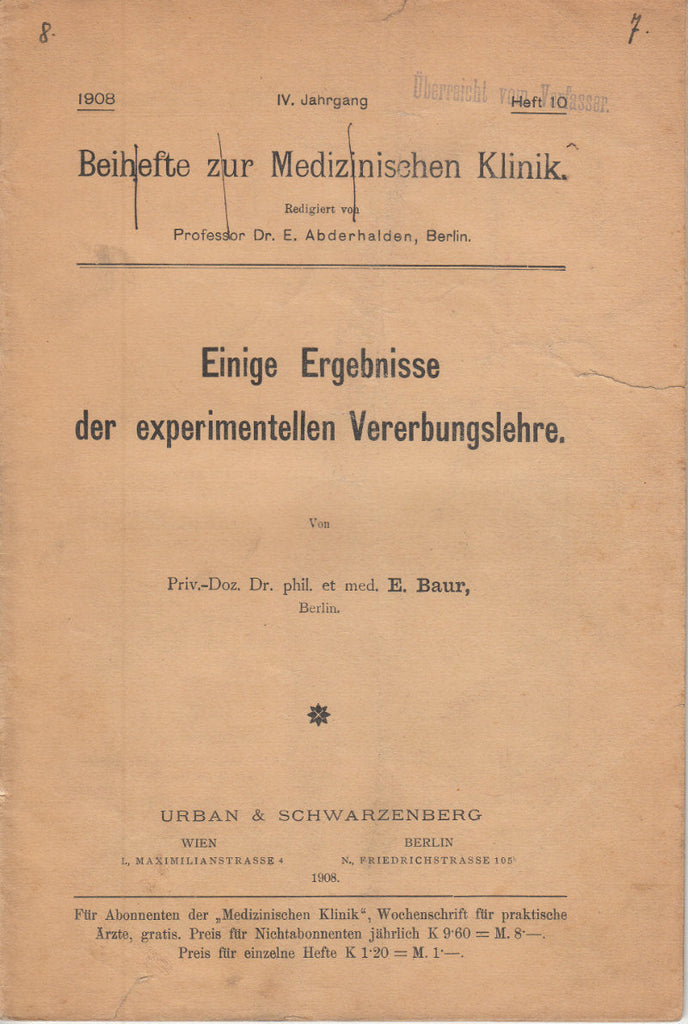 8.
7.
Überreicht vom Verfasser.
1908 IV. Jahrgang Heft 10
Beihefte zur Medizinischen Klinik.
Redigiert von
Professor Dr. E. Abderhalden, Berlin.
Einige Ergebnisse
der experimentellen Vererbungslehre.
Von
Priv.-Doz. Dr. phil. et med. E. Baur,
Berlin.
URBAN & SCHWARZENBERG
WIEN BERLIN
I., MAXIMILIANSTRASSE 4 N., FRIEDRICHSTRASSE 105ᵇ
1908.
Für Abonnenten der „Medizinischen Klinik“, Wochenschrift für praktische
Ärzte, gratis. Preis für Nichtabonnenten jährlich K 9·60 = M. 8·—.
Preis für einzelne Hefte K 1·20 = M. 1·—.